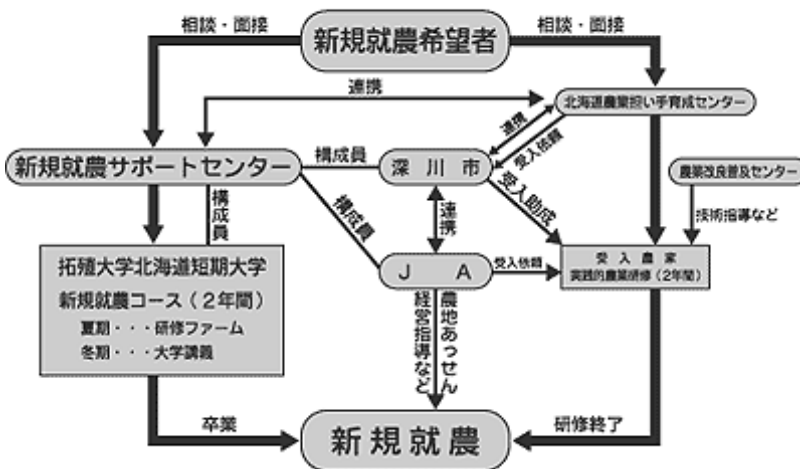 相談・面接
新規就農希望者
相談・面接
連携
北海道農業担い手育成センター
連携
受入依頼
新規就農サポートセンター
構成員
深川市
農業改良普及センター
構成員
構成員
連携
受入助成
技術指導など
拓殖大学北海道短期大学
新規就農コース(2年間)
夏期・・・研修ファーム
冬期・・・大学講義
JA
受入依頼
受入農家
実践的農業研修(2年間)
農地あっせん
経営指導など
卒業
新規就農
研修終了